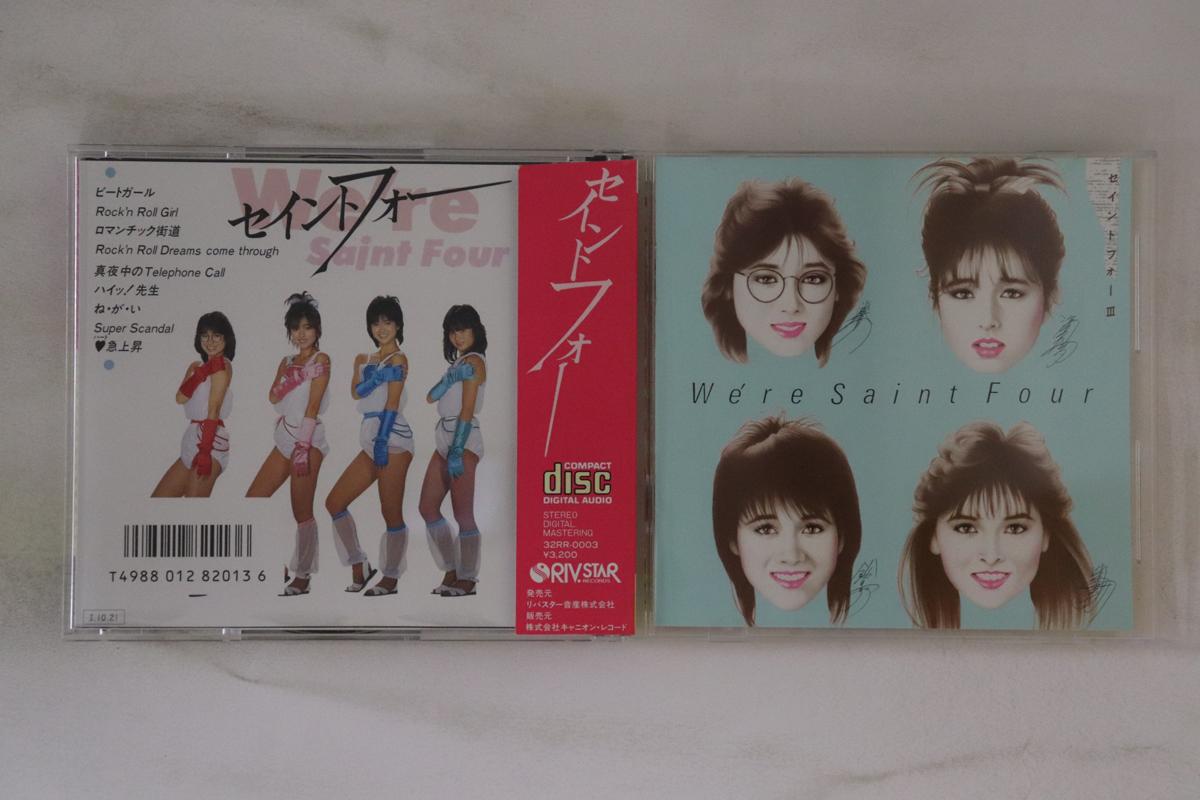 ビートガール
Rock'n Roll Girl
ロマンチック街道
Rock'n Roll Dreams come through
真夜中のTelephone Call
ハイッ!先生
ね・が・い
Super Scandal
♥急上昇
We're
Saint Four
セイントフォー
T4988 012 82013 6
I.10.21
セイントフォー
COMPACT
disc
DIGITAL AUDIO
STEREO
DIGITAL
MASTERING
32RR-0003
¥3,200
RIV.STAR
RECORDS
発売元
リバスター音産株式会社
販売元
株式会社キャニオン・レコード
セイントフォーIII
We're Saint Four